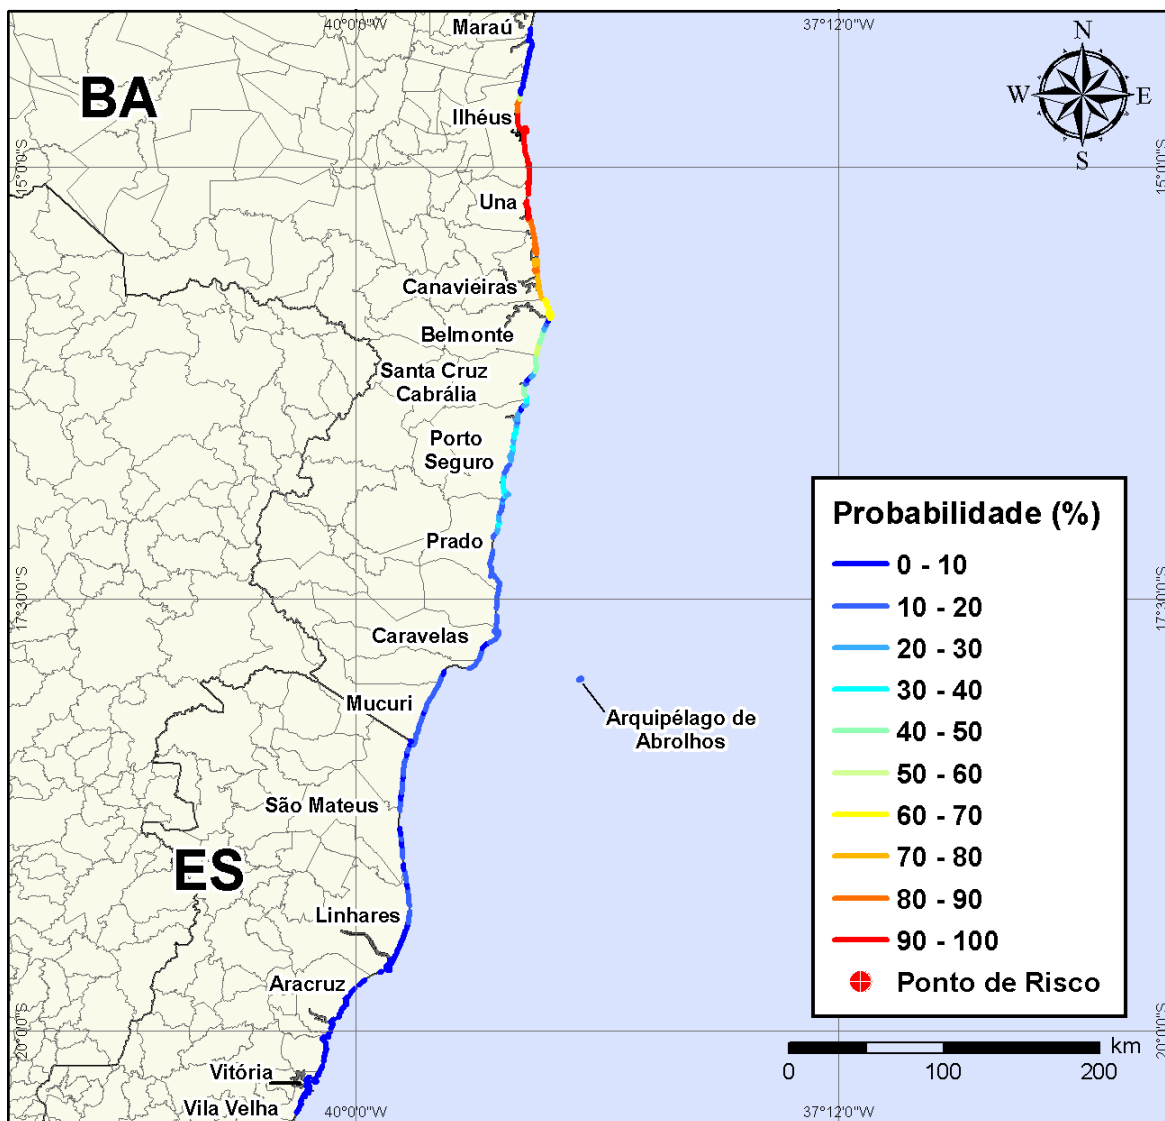 40°0'0"W
37°12'0"W
Maraú
N
BA
W
E
Ilhéus
S
15°0'0"S
15°0'0"S
Una
Canavieiras
Belmonte
Santa Cruz
Cabrália
Porto
Seguro
Probabilidade (%)
Prado
0 - 10
10 - 20
17°30'0"S
17°30'0"S
Caravelas
20 - 30
30 - 40
Mucuri
Arquipélago de
Abrolhos
40 - 50
50 - 60
São Mateus
60 - 70
70 - 80
ES
80 - 90
Linhares
90 - 100
Aracruz
Ponto de Risco
20°0'0"S
20°0'0"S
km
Vitória
0
100
200
Vila Velha
40°0'0"W
37°12'0"W